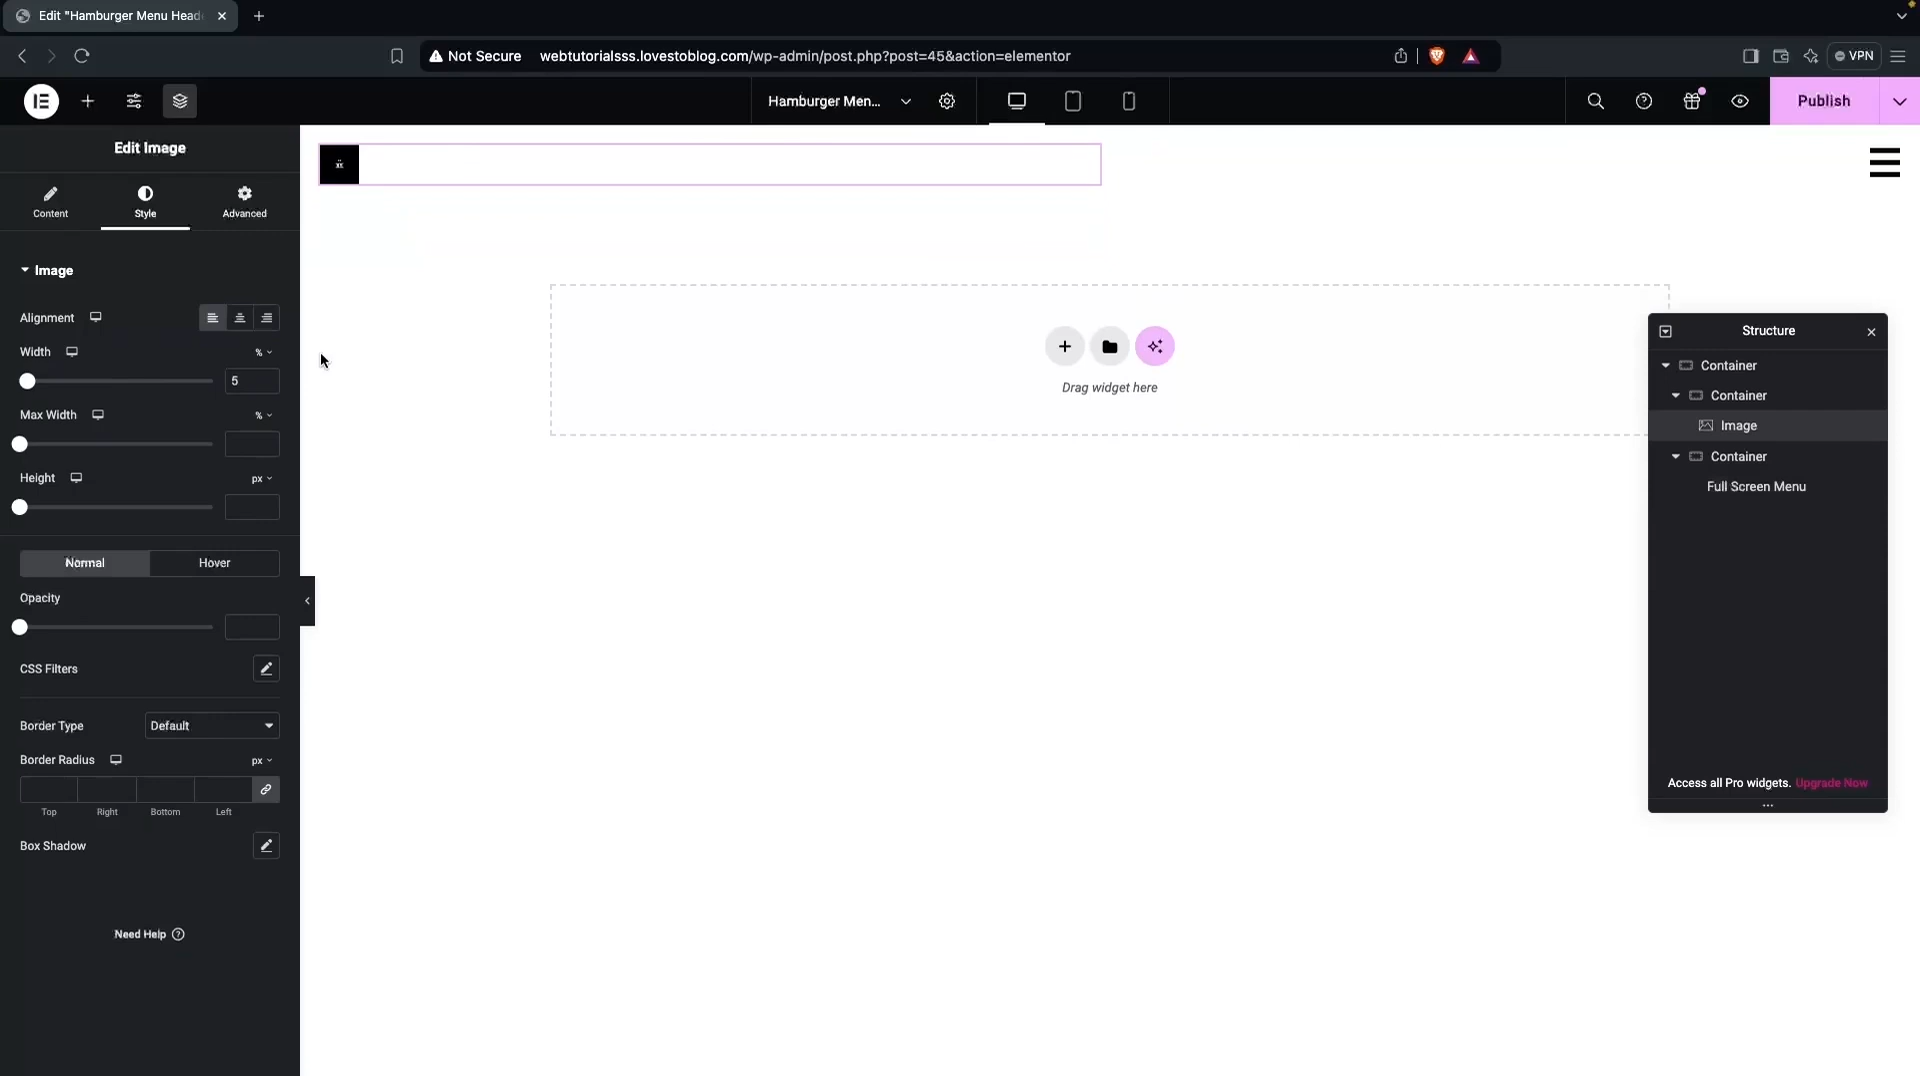 Edit "Hamburger Menu Head
Not Secure
webtutorialsss.lovestoblog.com/wp-admin/post.php?post=45&action=elementor
VPN
Hamburger Men...
Publish
Edit Image
Content
Style
Advanced
Image
Alignment
Width
%
5
Max Width
%
Height
px
Normal
Hover
Opacity
CSS Filters
Border Type
Default
Border Radius
px
Top
Right
Bottom
Left
Box Shadow
Need Help
Drag widget here
Structure
Container
Container
Image
Container
Full Screen Menu
Access all Pro widgets. Upgrade Now